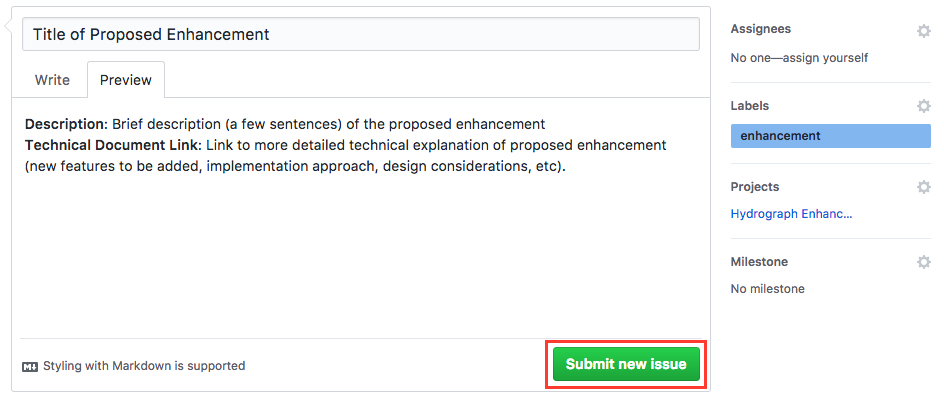 Title of Proposed Enhancement
Write
Preview
Description: Brief description (a few sentences) of the proposed enhancement
Technical Document Link: Link to more detailed technical explanation of proposed enhancement
(new features to be added, implementation approach, design considerations, etc).
Styling with Markdown is supported
Submit new issue
Assignees
No one—assign yourself
Labels
enhancement
Projects
Hydrograph Enhanc...
Milestone
No milestone